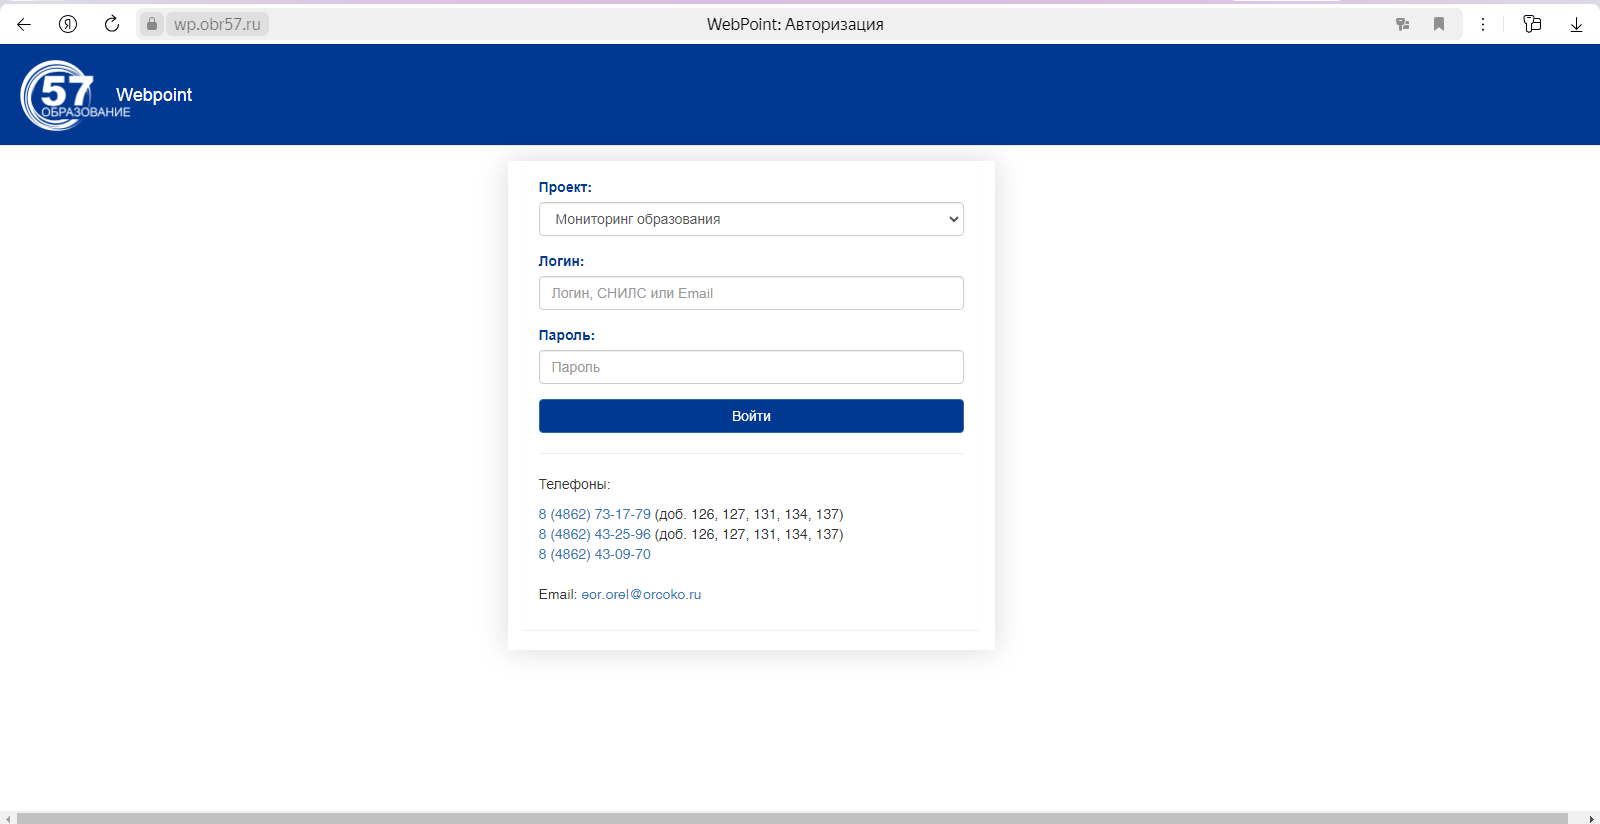 wp.obr57.ru
WebPoint: Авторизация
57
ОБРАЗОВАНИЕ
Webpoint
Проект:
Мониторинг образования
Логин:
Логин, СНИЛС или Email
Пароль:
Пароль
Войти
Телефоны:
8 (4862) 73-17-79 (доб. 126, 127, 131, 134, 137)
8 (4862) 43-25-96 (доб. 126, 127, 131, 134, 137)
8 (4862) 43-09-70
Email: eor.orel@orcoko.ru